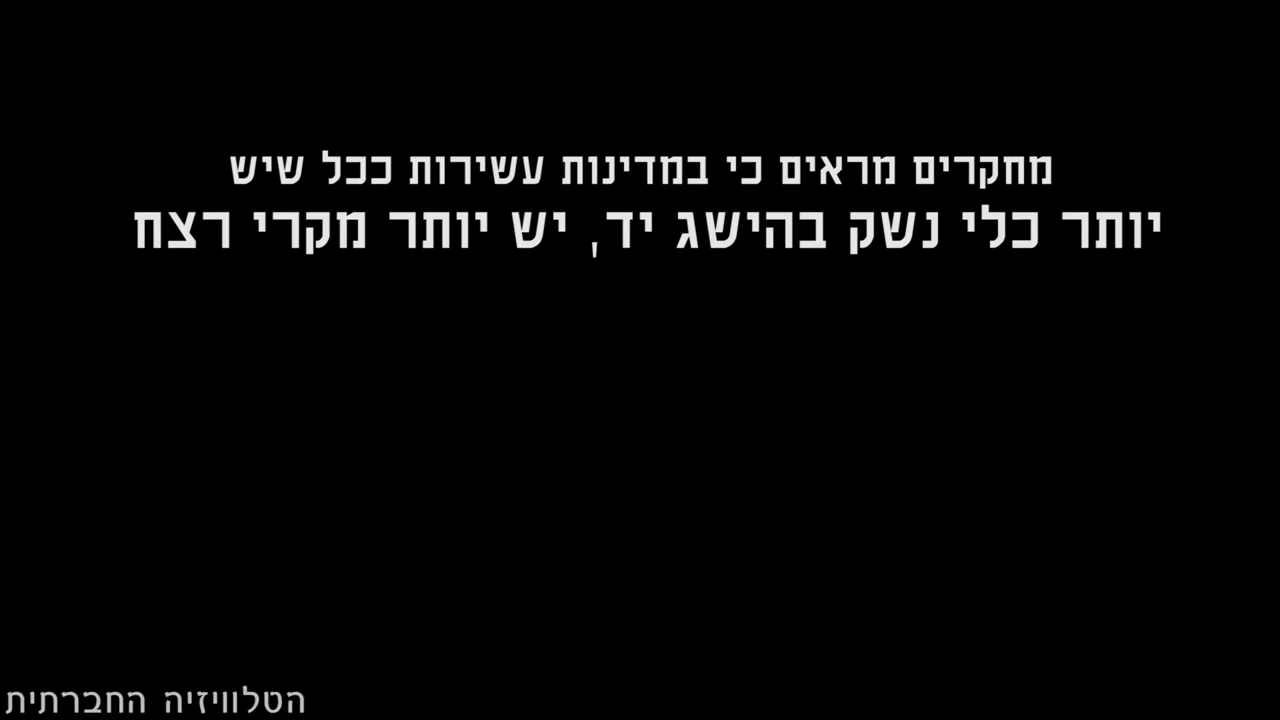 מחקרים מראים כי במדינות עשירות ככל שיש
יותר כלי נשק בהישג יד, יש יותר מקרי רצח
הטלוויזיה החברתית